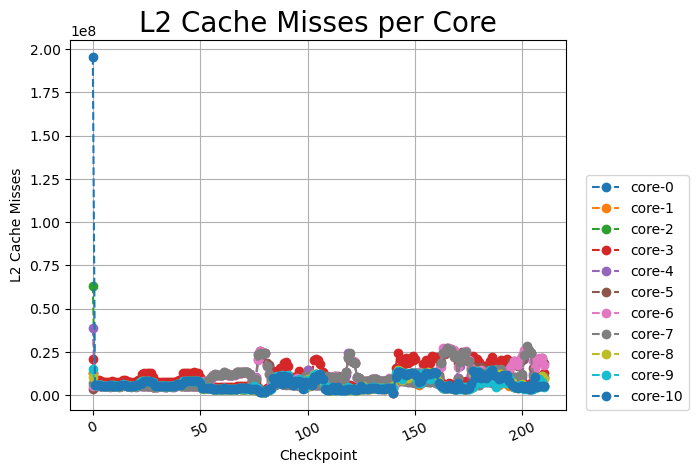 L2 Cache Misses per Core
1e8
2.00
1.75
1.50
1.25
1.00
0.75
0.50
0.25
0.00
L2 Cache Misses
0
50
100
150
200
Checkpoint
core-0
core-1
core-2
core-3
core-4
core-5
core-6
core-7
core-8
core-9
core-10